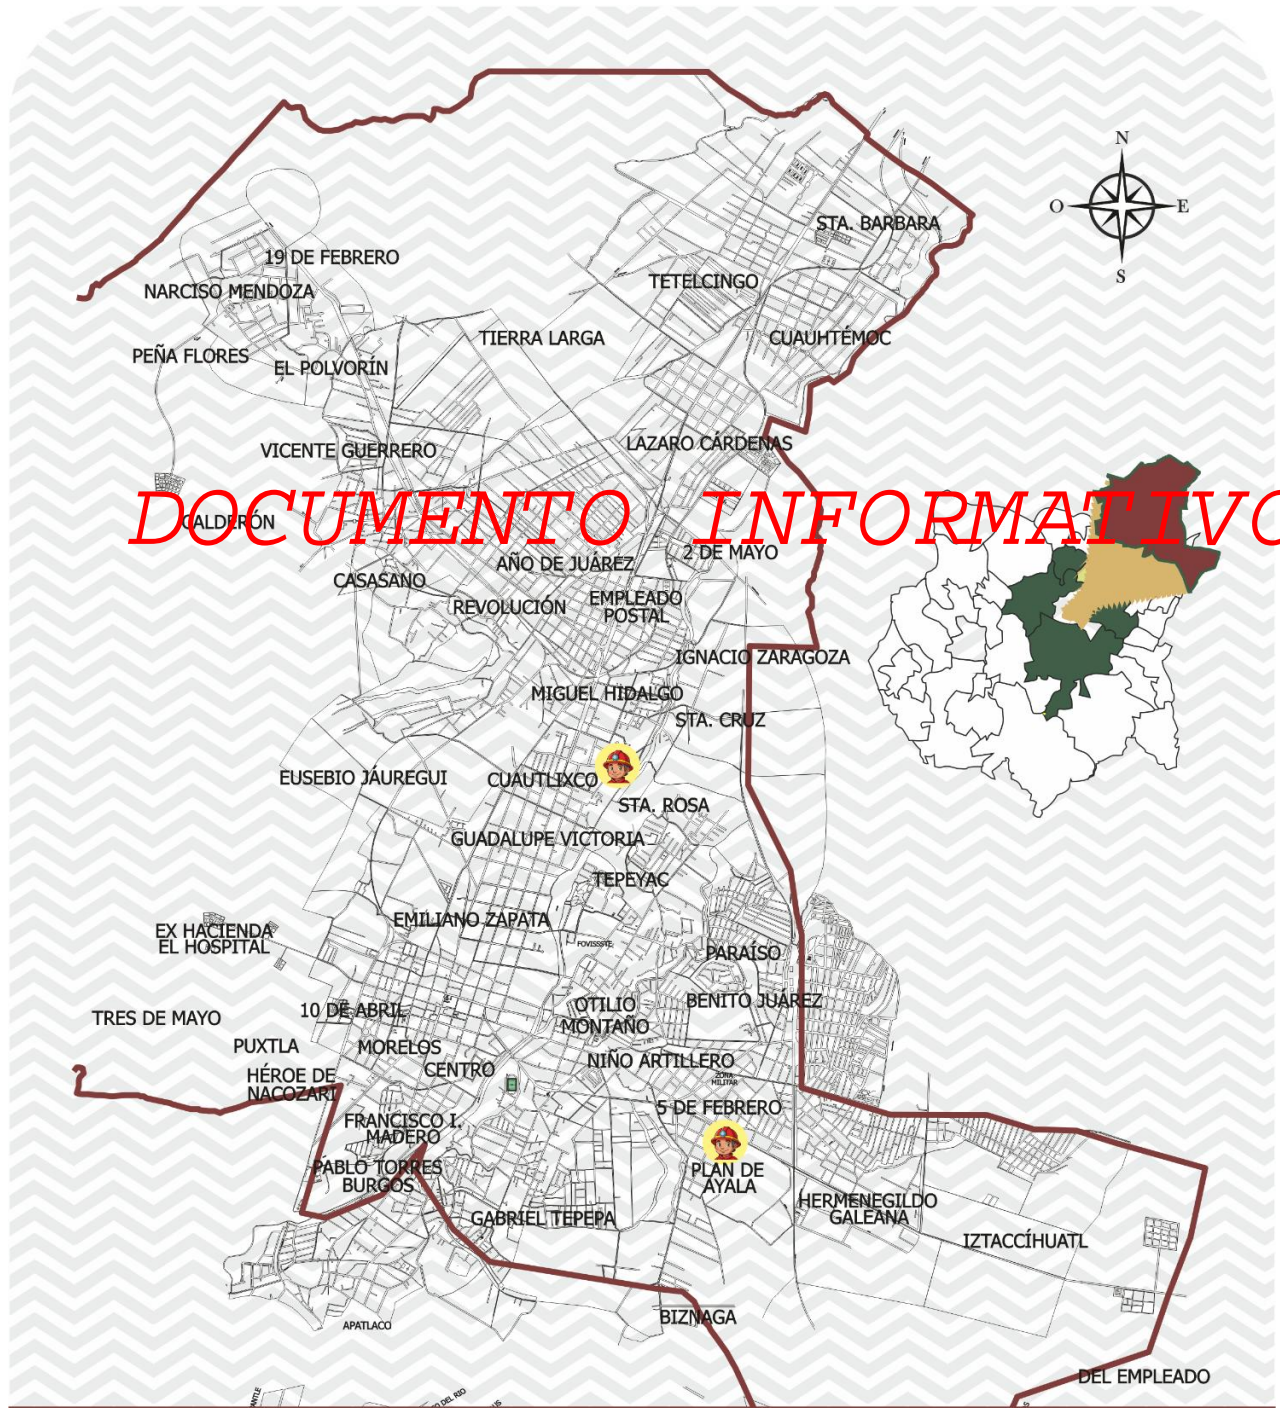 N
O
E
S
STA. BARBARA
19 DE FEBRERO
TETELCINGO
NARCISO MENDOZA
TIERRA LARGA
CUAUHTÉMOC
PEÑA FLORES
EL POLVORÍN
LAZARO CÁRDENAS
VICENTE GUERRERO
DOCUMENTO INFORMATIVO
CALDERÓN
2 DE MAYO
AÑO DE JUÁREZ
CASASANO
EMPLEADO
POSTAL
REVOLUCIÓN
IGNACIO ZARAGOZA
MIGUEL HIDALGO
STA. CRUZ
EUSEBIO JÁUREGUI
CUAUTLIXCO
STA. ROSA
GUADALUPE VICTORIA
TEPEYAC
EMILIANO ZAPATA
EX HACIENDA
EL HOSPITAL
FOVISSSTE
PARAÍSO
BENITO JUÁREZ
OTILIO
MONTAÑO
10 DE ABRIL
TRES DE MAYO
PUXTLA
MORELOS
NIÑO ARTILLERO
CENTRO
HÉROE DE
NACOZARI
ZONA
MILITAR
5 DE FEBRERO
FRANCISCO I.
MADERO
PABLO TORRES
BURGOS
PLAN DE
AYALA
HERMENEGILDO
GALEANA
GABRIEL TEPEPA
IZTACCÍHUATL
BIZNAGA
APATLACO
DEL EMPLEADO
DEL RIO